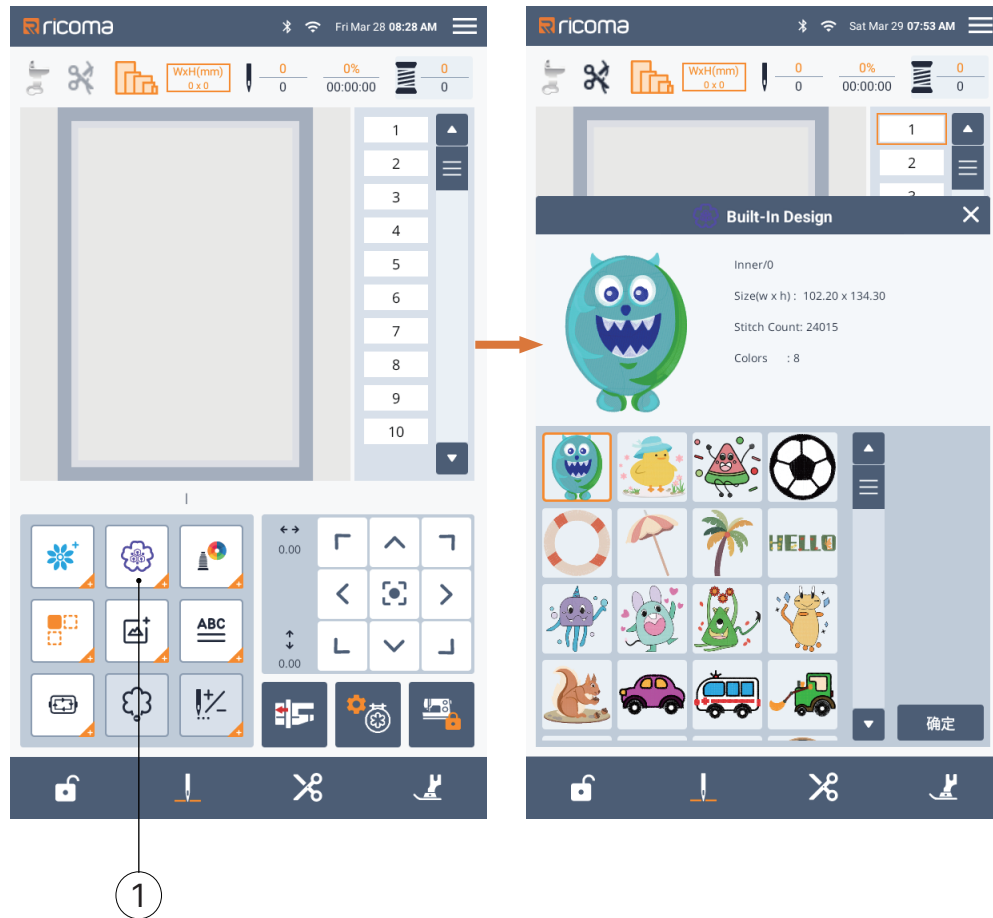 ricoma
Fri Mar 28 08:28 AM
WxH(mm)
0 x 0
0
0
0%
00:00:00
0
0
1
2
3
4
5
6
7
8
9
10
0.00
0.00
ABC
1
ricoma
Sat Mar 29 07:53 AM
WxH(mm)
0 x 0
0
0
0%
00:00:00
0
0
1
2
3
Built-In Design
Inner/0
Size(w x h) : 102.20 x 134.30
Stitch Count: 24015
Colors : 8
HELLO
确定